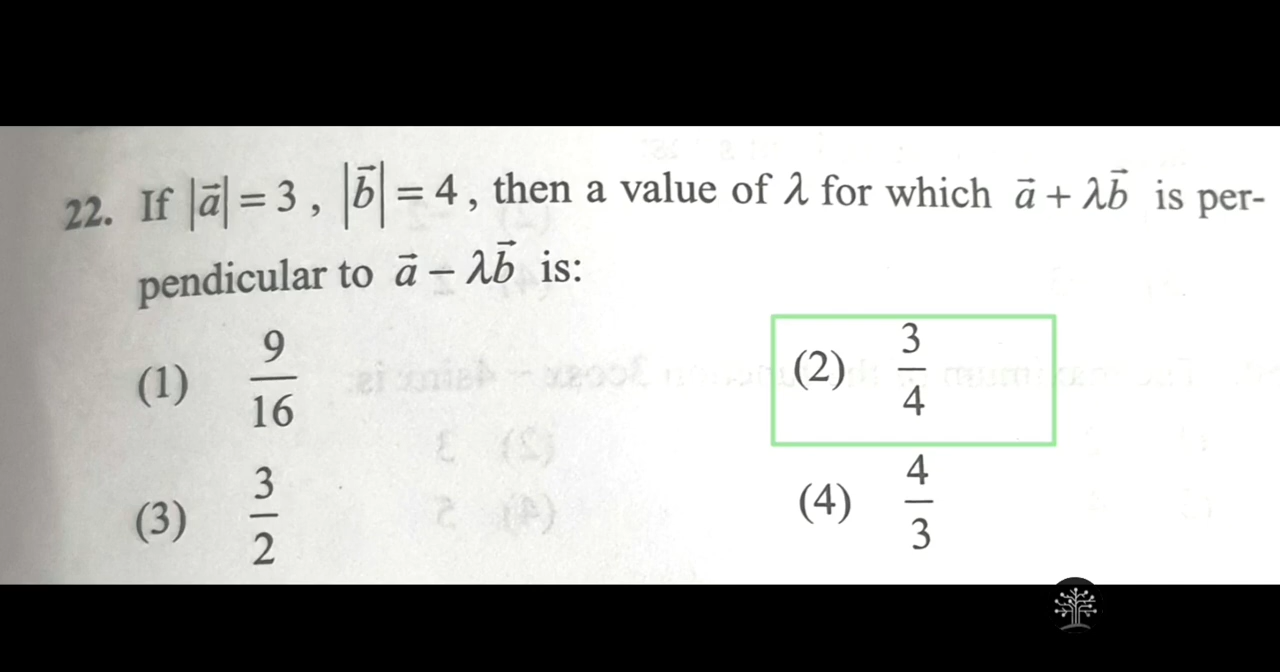 22. If |a⃗| = 3 , |b⃗| = 4 , then a value of λ for which a⃗ + λb⃗ is per-
pendicular to a⃗ – λb⃗ is:
(1) 9/16 (2) 3/4
(3) 3/2 (4) 4/3